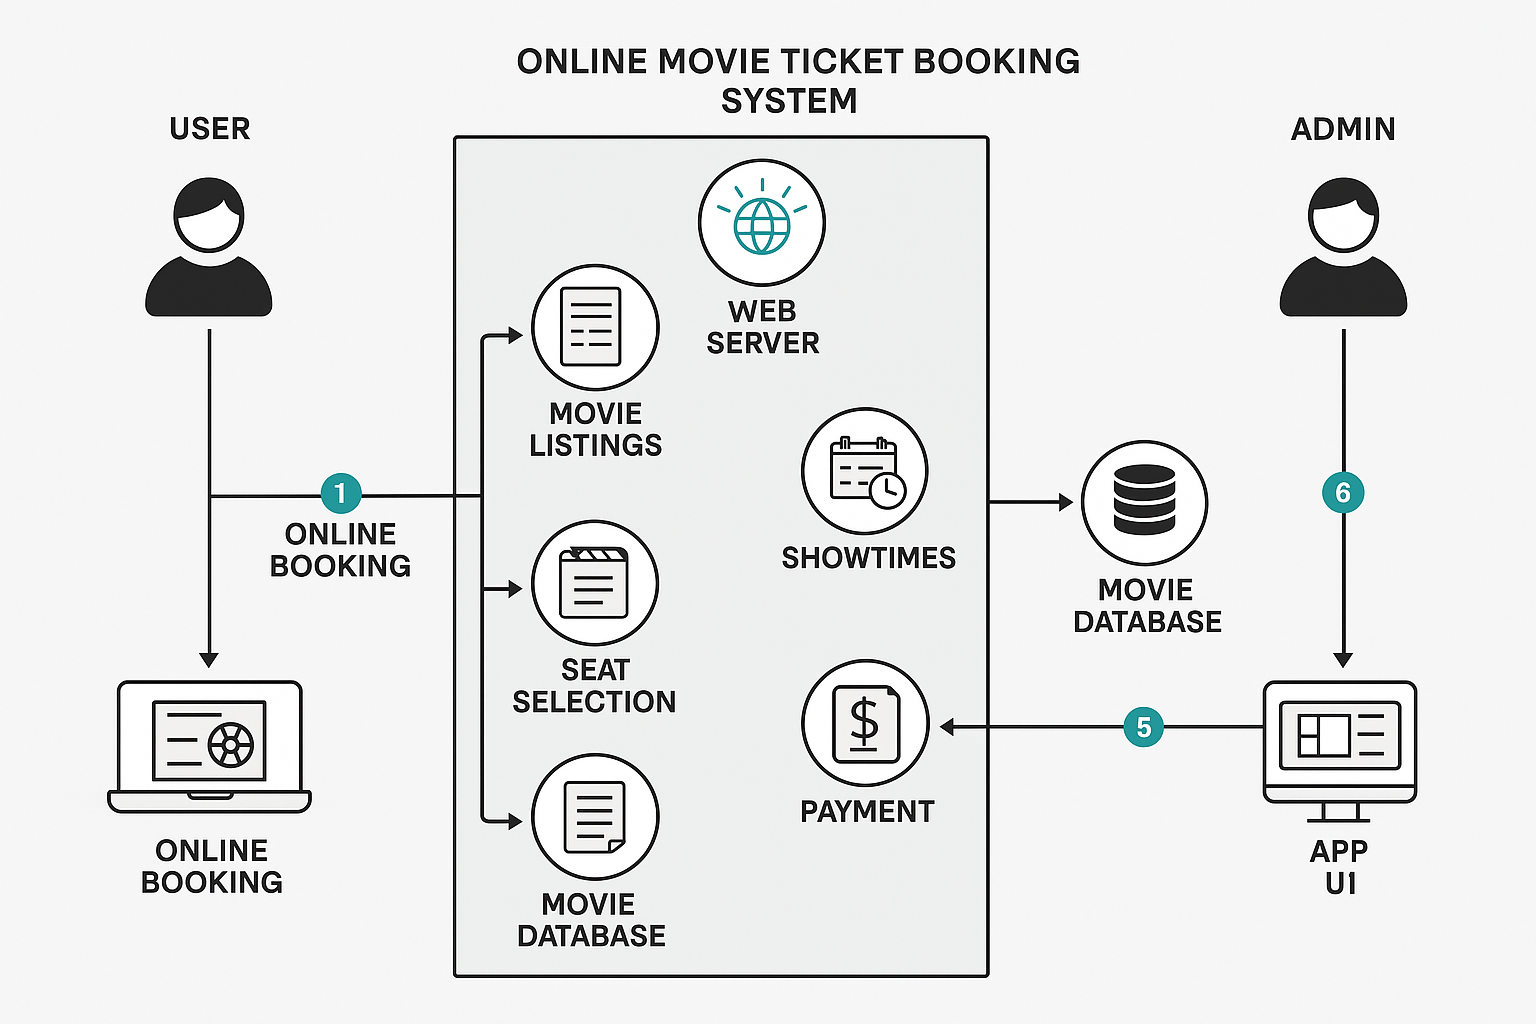 ONLINE MOVIE TICKET BOOKING
SYSTEM
USER
ADMIN
WEB
SERVER
MOVIE
LISTINGS
1
ONLINE
BOOKING
SHOWTIMES
MOVIE
DATABASE
6
SEAT
SELECTION
$
PAYMENT
5
ONLINE
BOOKING
MOVIE
DATABASE
APP
UI